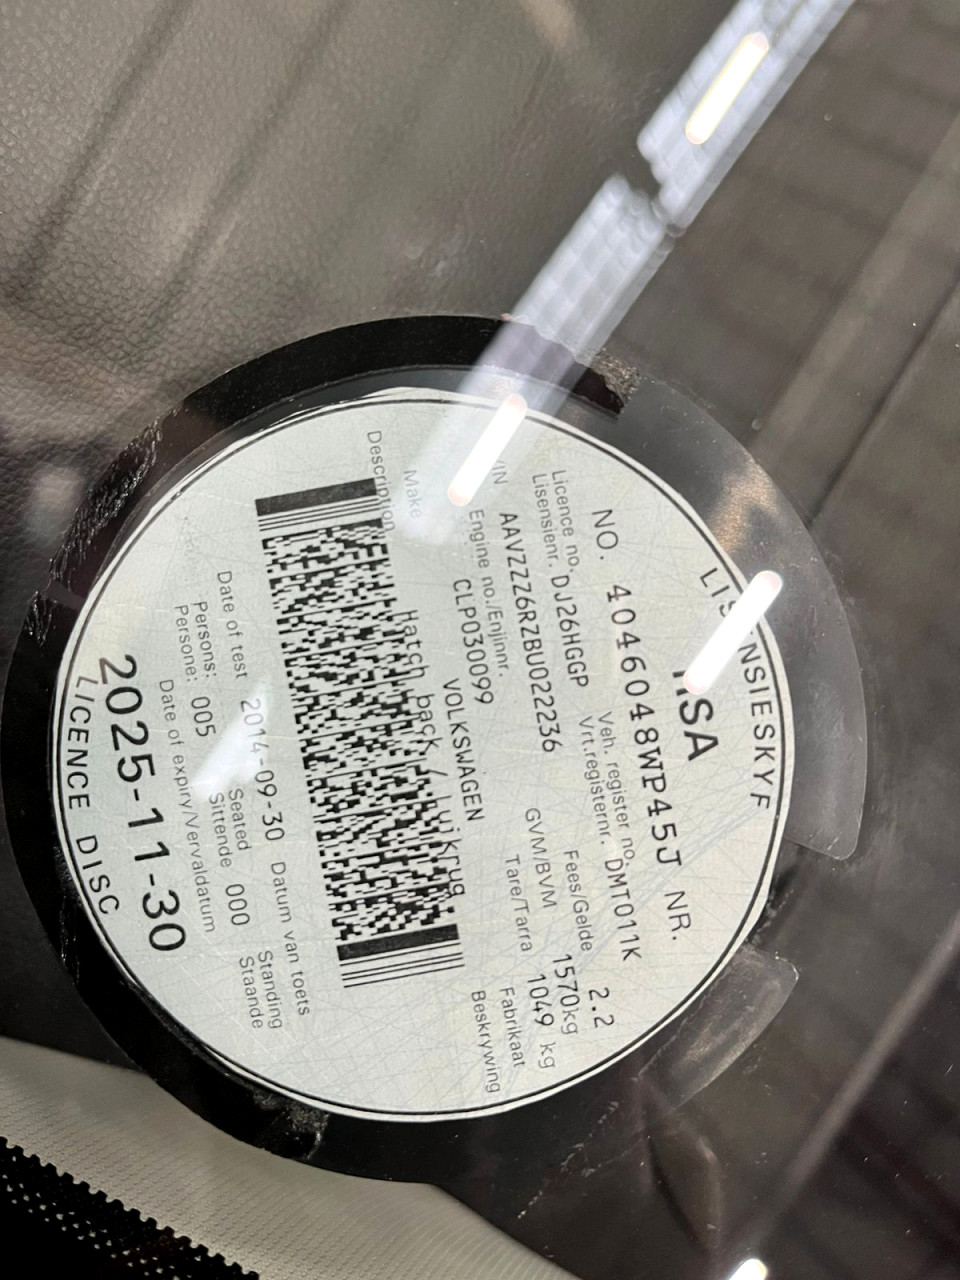 RSA
NO. 4046048WP45J NR.
Licence no. Veh. register no. Fees/Gelde 2.2
Lisensienr. DJ26HGGP Vrt.registernr. DMT011K
VIN AAVZZZ6RZBU022236 GVM/BVM 1570kg
Engine no./Enjinnr. CLP030099 Tare/Tarra 1049 kg
Make VOLKSWAGEN Fabrikaat
Description Hatch back / Luikrug Beskrywing
Date of test 2014-09-30 Datum van toets
Persons: 005 Seated 000 Standing
Persone: Sittende Staande
Date of expiry/Vervaldatum
2025-11-30
LICENCE DISC